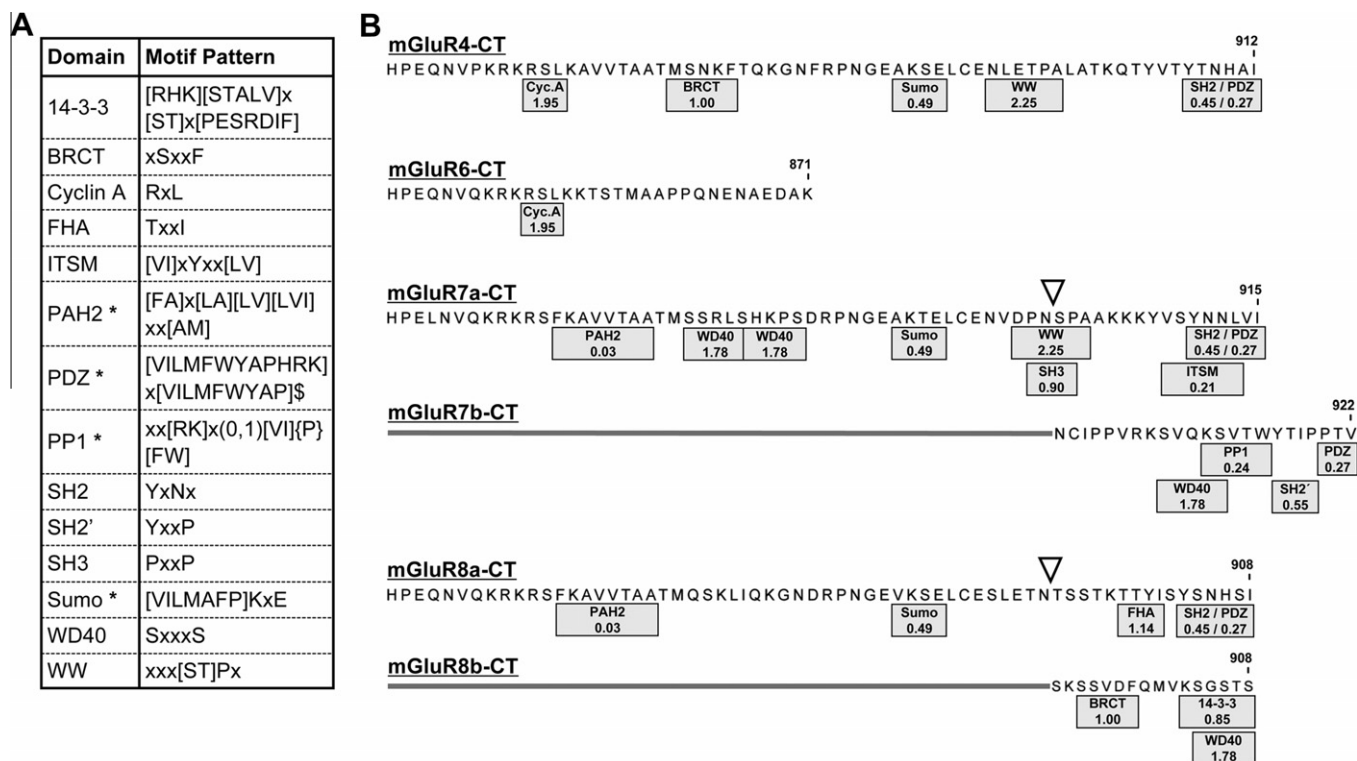 A
Domain Motif Pattern
14-3-3 [RHK][STALV]x
[ST]x[PESRDIF]
BRCT xSxxF
Cyclin A RxL
FHA TxxI
ITSM [VI]xYxx[LV]
PAH2 * [FA]x[LA][LV][LVI]
xx[AM]
PDZ * [VILMFWYAPHRK]
x[VILMFWYAP]$
PP1 * xx[RK]x(0,1)[VI]{P}
[FW]
SH2 YxNx
SH2' YxxP
SH3 PxxP
Sumo * [VILMAFP]KxE
WD40 SxxxS
WW xxx[ST]Px
B
mGluR4-CT
912
HPEQNVPKRKRSLKAVVTAATMSNKFTQKGNFRPNGEAKSELCENLETPALATKQTYVTYTNHAI
Cyc.A BRCT Sumo WW SH2 / PDZ
1.95 1.00 0.49 2.25 0.45 / 0.27
mGluR6-CT
871
HPEQNVQKRKRSLKKTSTMAAPPQNENAEDAK
Cyc.A
1.95
mGluR7a-CT
915
HPELNVQKRKRSFKAVVTAATMSSRLSHKPSDRPNGEAKTELCENVDPNSPAAKKKYVSYNNLVI
PAH2 WD40 WD40 Sumo WW SH2 / PDZ
0.03 1.78 1.78 0.49 2.25 0.45 / 0.27
SH3 ITSM
0.90 0.21
mGluR7b-CT
922
NCIPPVRKSVQKSVTWYTIPPTV
PP1 PDZ
0.24 0.27
WD40 SH2´
1.78 0.55
mGluR8a-CT
908
HPEQNVQKRKRSFKAVVTAATMQSKLIQKGNDRPNGEVKSELCESLETNTSSTKTTYISYSNHSI
PAH2 Sumo FHA SH2 / PDZ
0.03 0.49 1.14 0.45 / 0.27
mGluR8b-CT
908
SKSSVDFQMVKSGSTS
BRCT 14-3-3
1.00 0.85
WD40
1.78